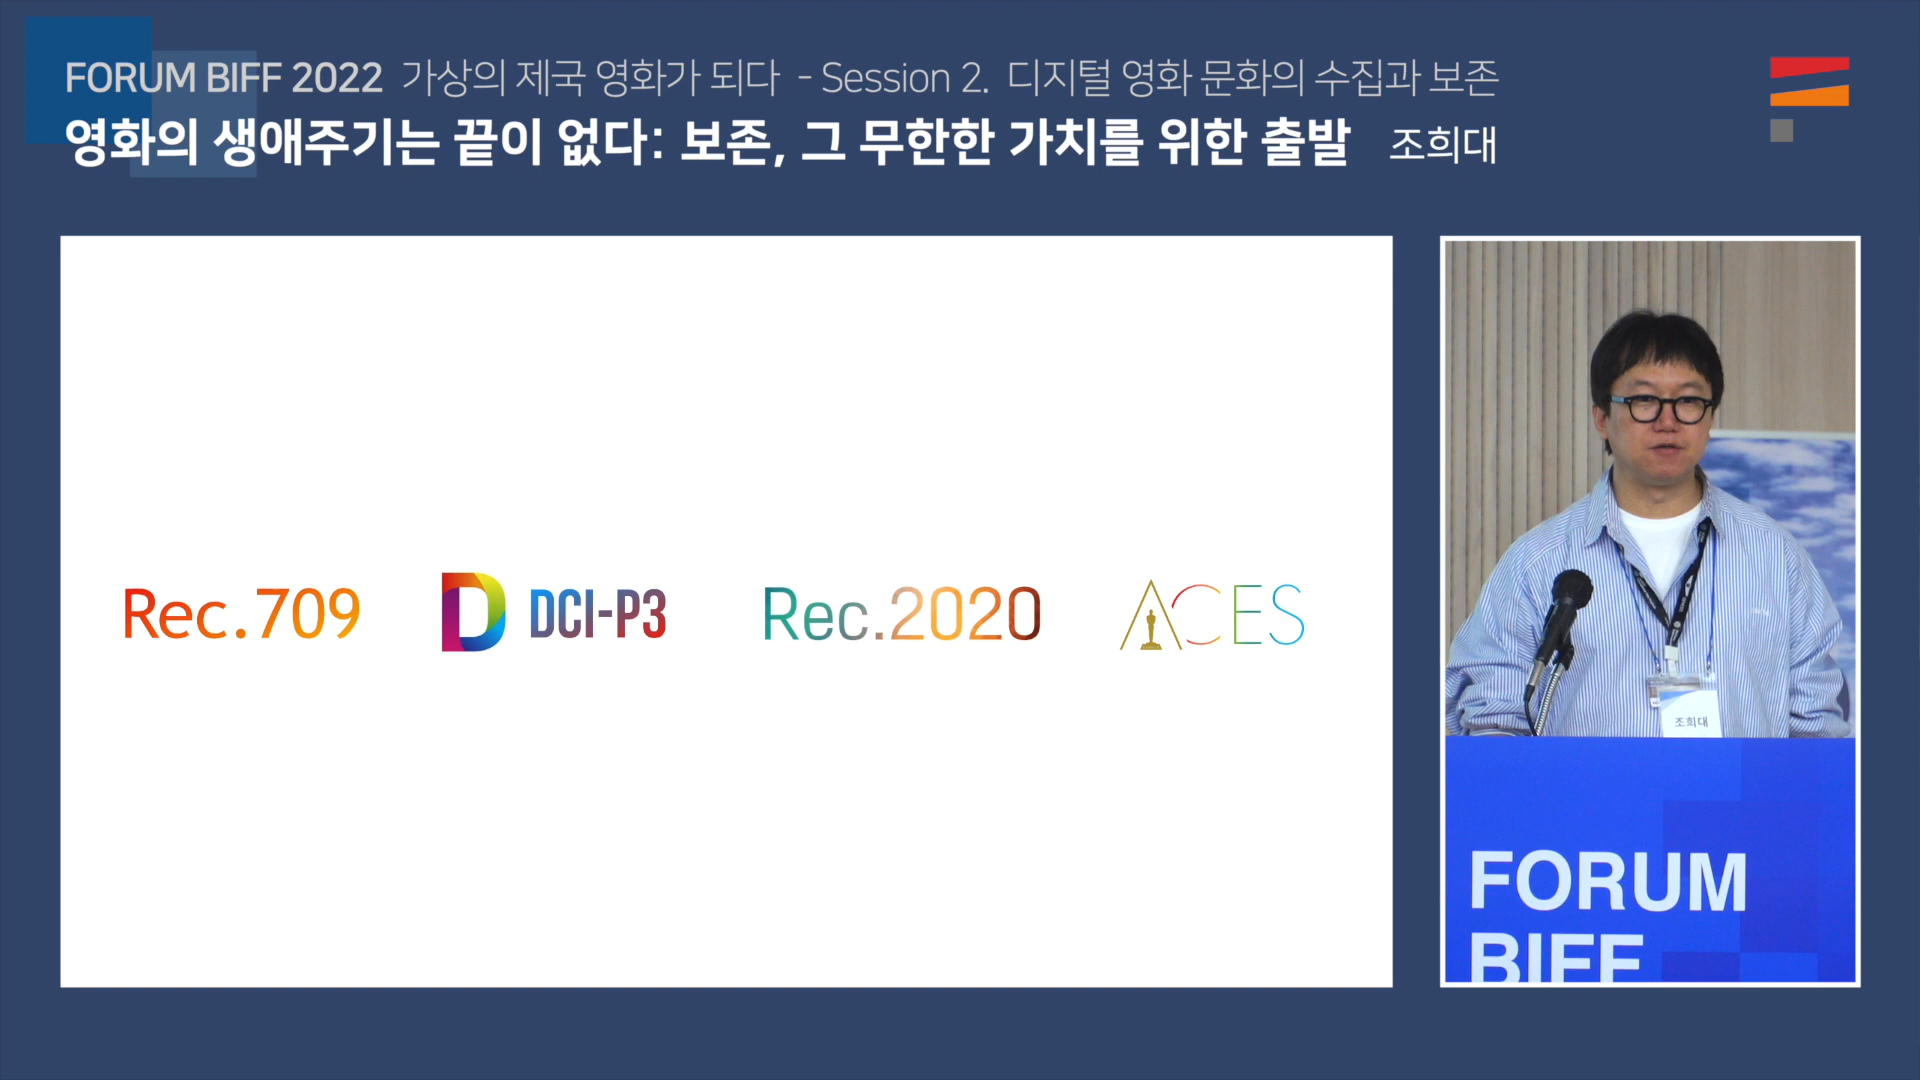 FORUM BIFF 2022 가상의 제국 영화가 되다 - Session 2. 디지털 영화 문화의 수집과 보존
영화의 생애주기는 끝이 없다: 보존, 그 무한한 가치를 위한 출발 조희대
Rec.709 D DCI-P3 Rec.2020 ACES
조희대
FORUM
BIFF